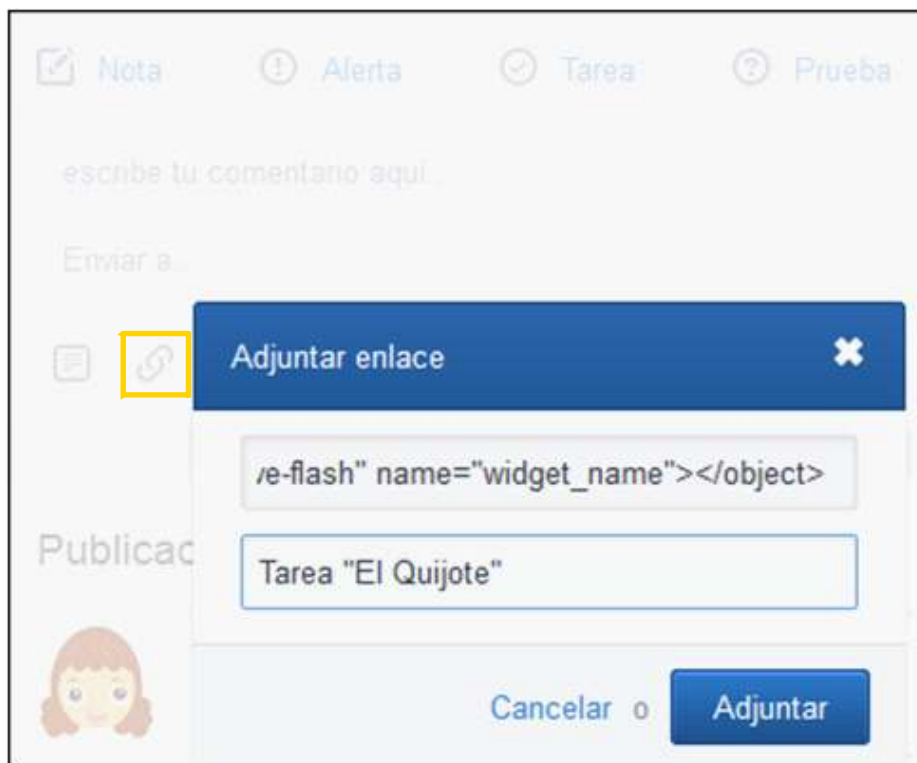 Nota Alerta Tarea Prueba
escribe tu comentario aquí...
Enviar a...
Adjuntar enlace
/e-flash" name="widget_name"></object>
Publicac
Tarea "El Quijote"
Cancelar o Adjuntar